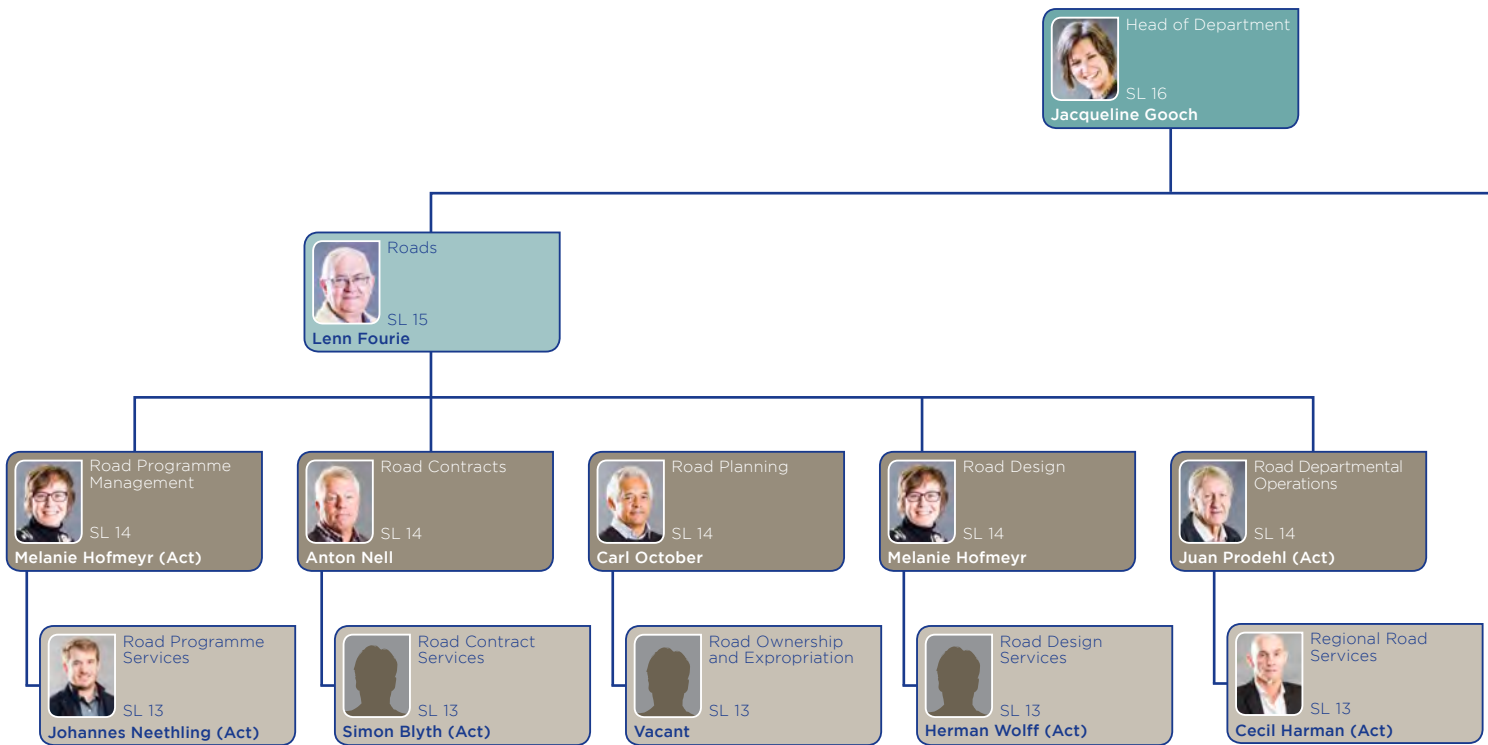 Head of Department
SL 16
Jacqueline Gooch
Roads
SL 15
Lenn Fourie
Road Programme
Management
SL 14
Melanie Hofmeyr (Act)
Road Contracts
SL 14
Anton Nell
Road Planning
SL 14
Carl October
Road Design
SL 14
Melanie Hofmeyr
Road Departmental
Operations
SL 14
Juan Prodehl (Act)
Road Programme
Services
SL 13
Johannes Neethling (Act)
Road Contract
Services
SL 13
Simon Blyth (Act)
Road Ownership
and Expropriation
SL 13
Vacant
Road Design
Services
SL 13
Herman Wolff (Act)
Regional Road
Services
SL 13
Cecil Harman (Act)